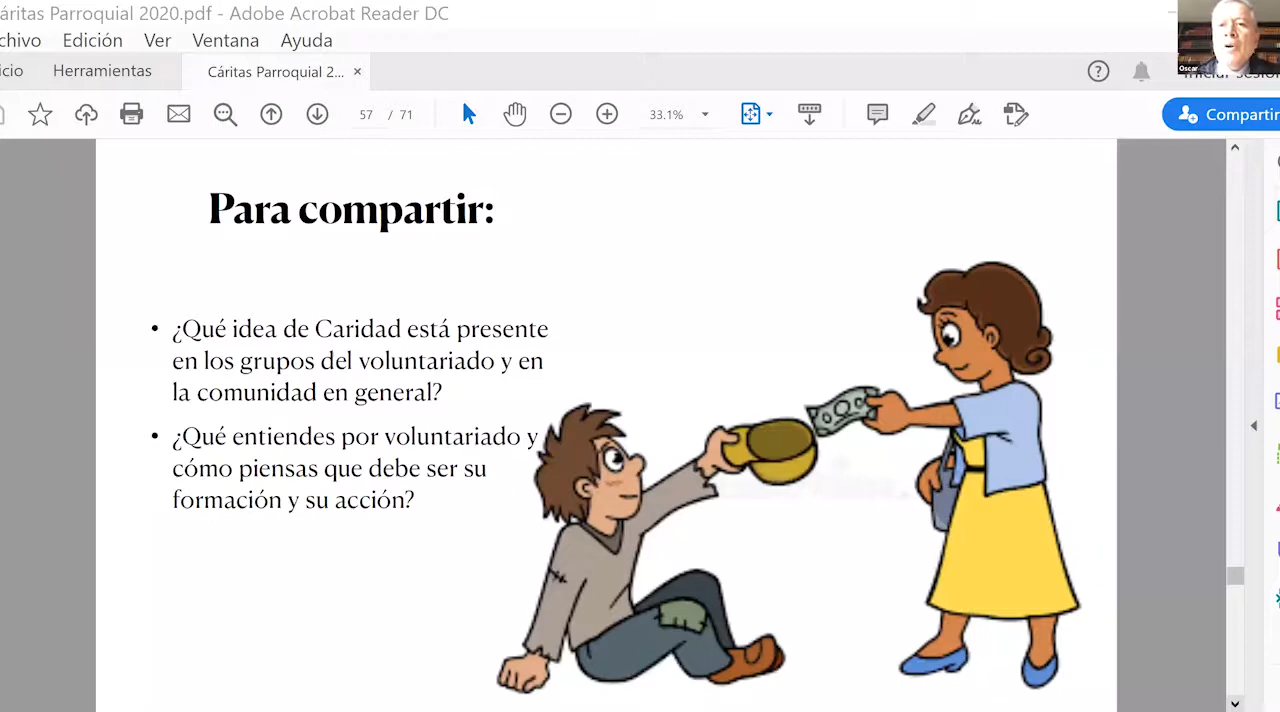 áritas Parroquial 2020.pdf - Adobe Acrobat Reader DC
chivo Edición Ver Ventana Ayuda
cio Herramientas Cáritas Parroquial 2... ×
57 / 71 33.1% Compartir
Oscar
Para compartir:
• ¿Qué idea de Caridad está presente
en los grupos del voluntariado y en
la comunidad en general?
• ¿Qué entiendes por voluntariado y
cómo piensas que debe ser su
formación y su acción?